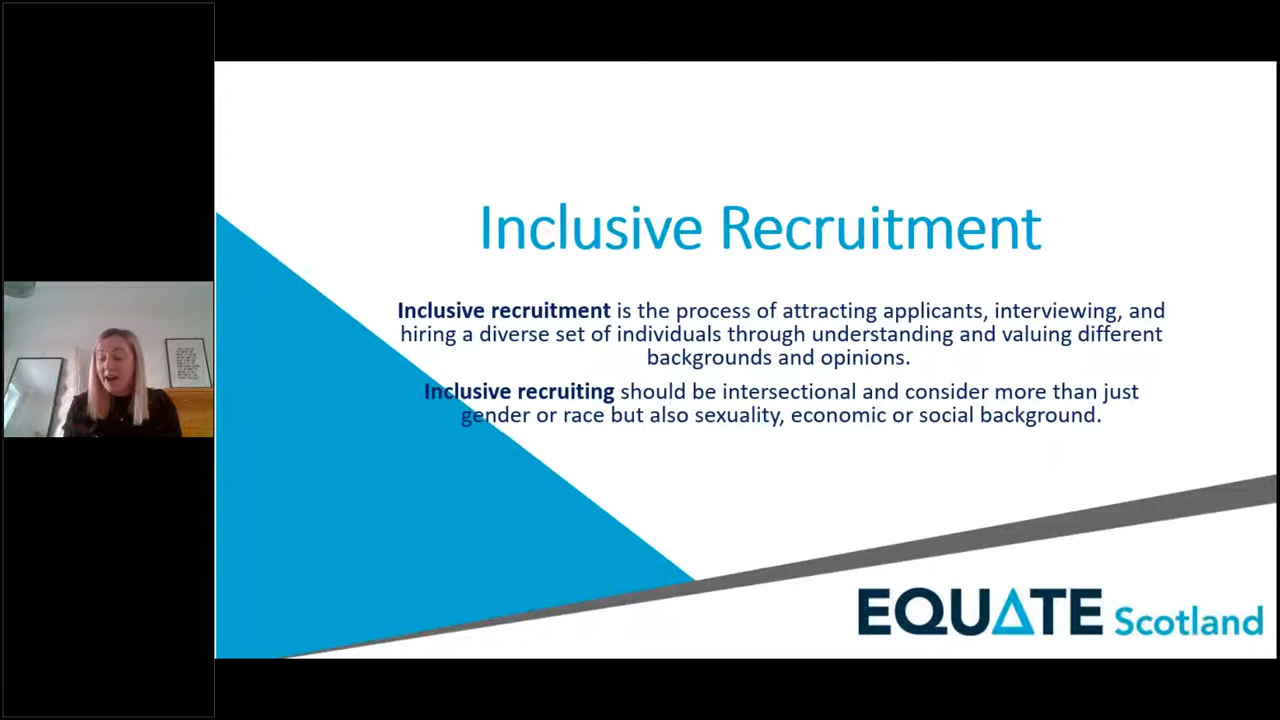 Inclusive Recruitment
Inclusive recruitment is the process of attracting applicants, interviewing, and
hiring a diverse set of individuals through understanding and valuing different
backgrounds and opinions.
Inclusive recruiting should be intersectional and consider more than just
gender or race but also sexuality, economic or social background.
EQUATE Scotland